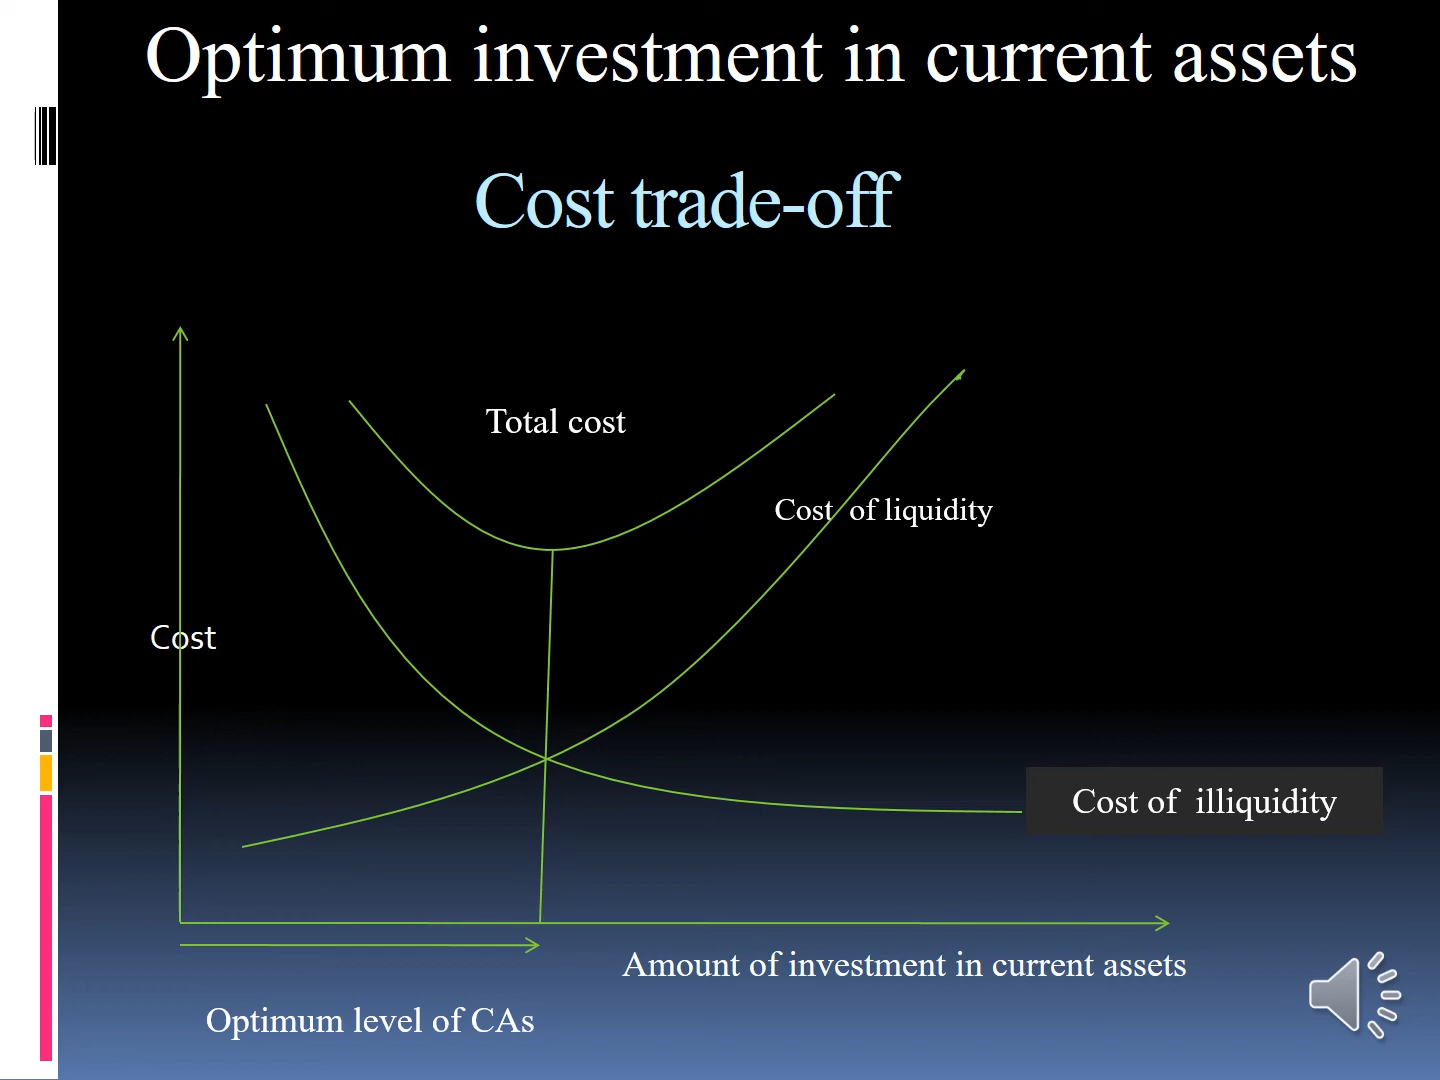 Optimum investment in current assets
Cost trade-off
Total cost
Cost of liquidity
Cost
Cost of illiquidity
Amount of investment in current assets
Optimum level of CAs